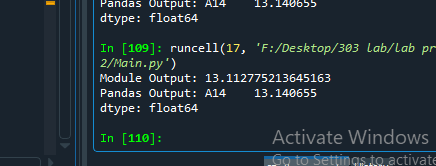 Pandas Output: A14    13.140655
dtype: float64
In [109]: runcell(17, 'F:/Desktop/303 lab/lab pr
2/Main.py')
Module Output: 13.112775213645163
Pandas Output: A14    13.140655
dtype: float64
In [110]:
Activate Windows
Go to Settings to activate